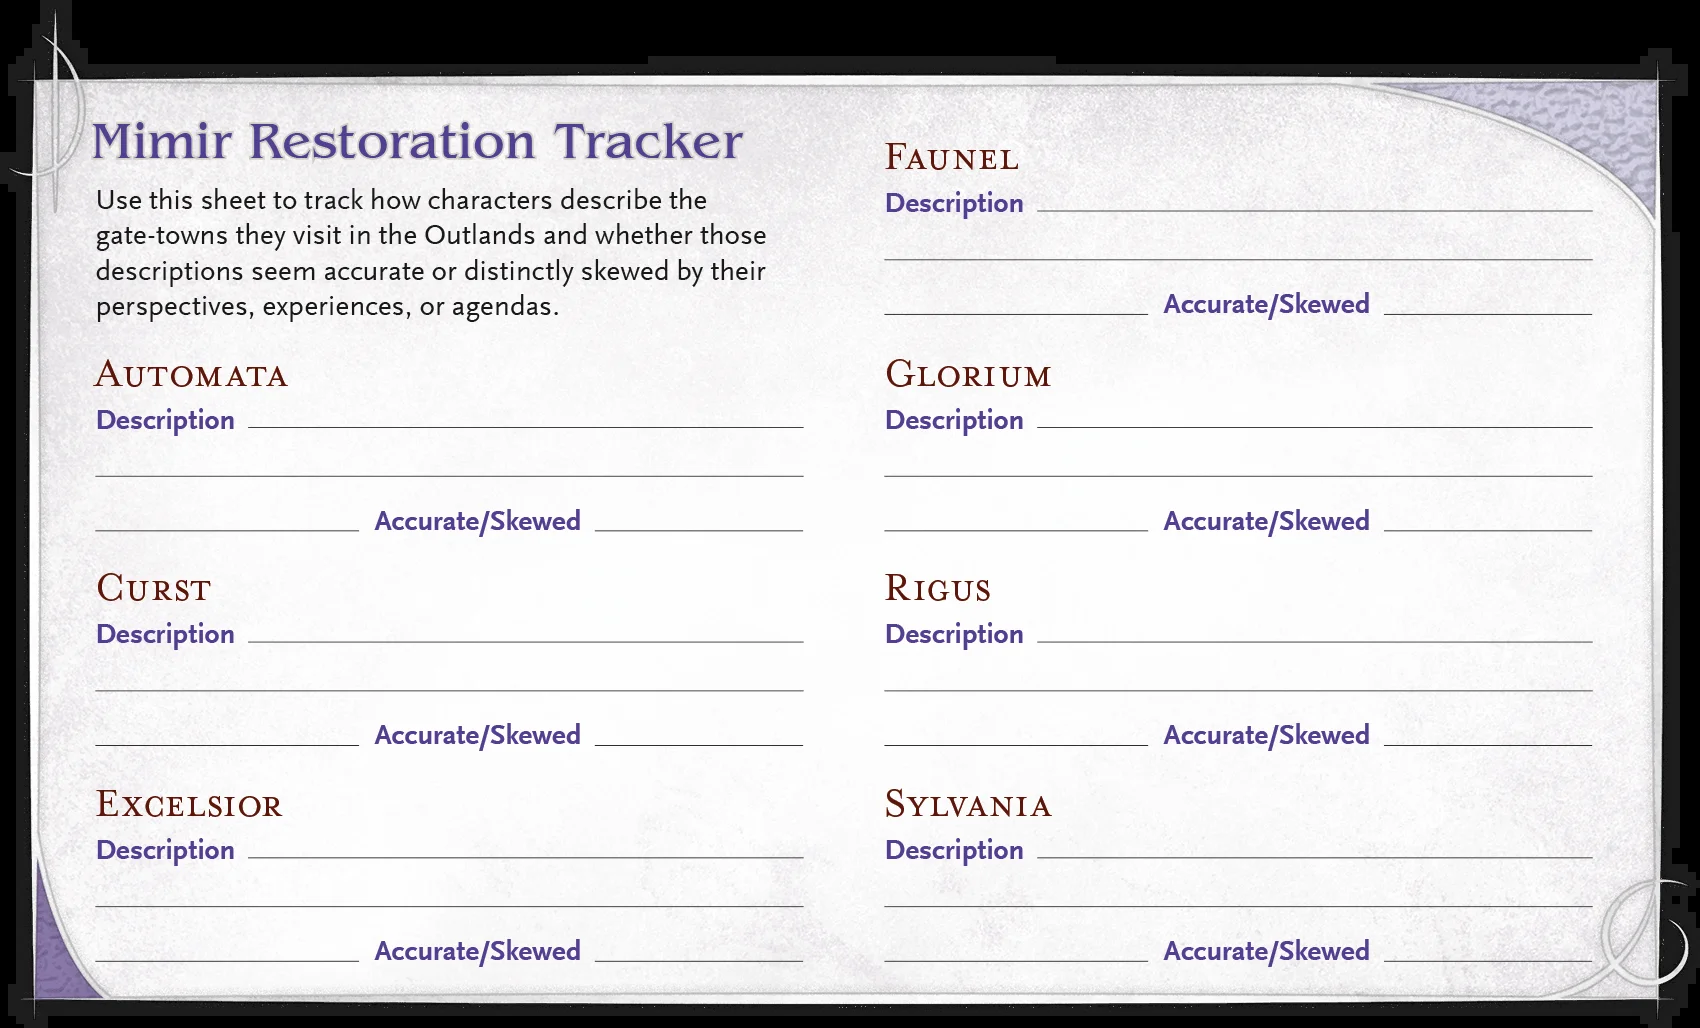 Mimir Restoration Tracker
Use this sheet to track how characters describe the
gate-towns they visit in the Outlands and whether those
descriptions seem accurate or distinctly skewed by their
perspectives, experiences, or agendas.
Automata
Description
Accurate/Skewed
Curst
Description
Accurate/Skewed
Excelsior
Description
Accurate/Skewed
Faunel
Description
Accurate/Skewed
Glorium
Description
Accurate/Skewed
Rigus
Description
Accurate/Skewed
Sylvania
Description
Accurate/Skewed